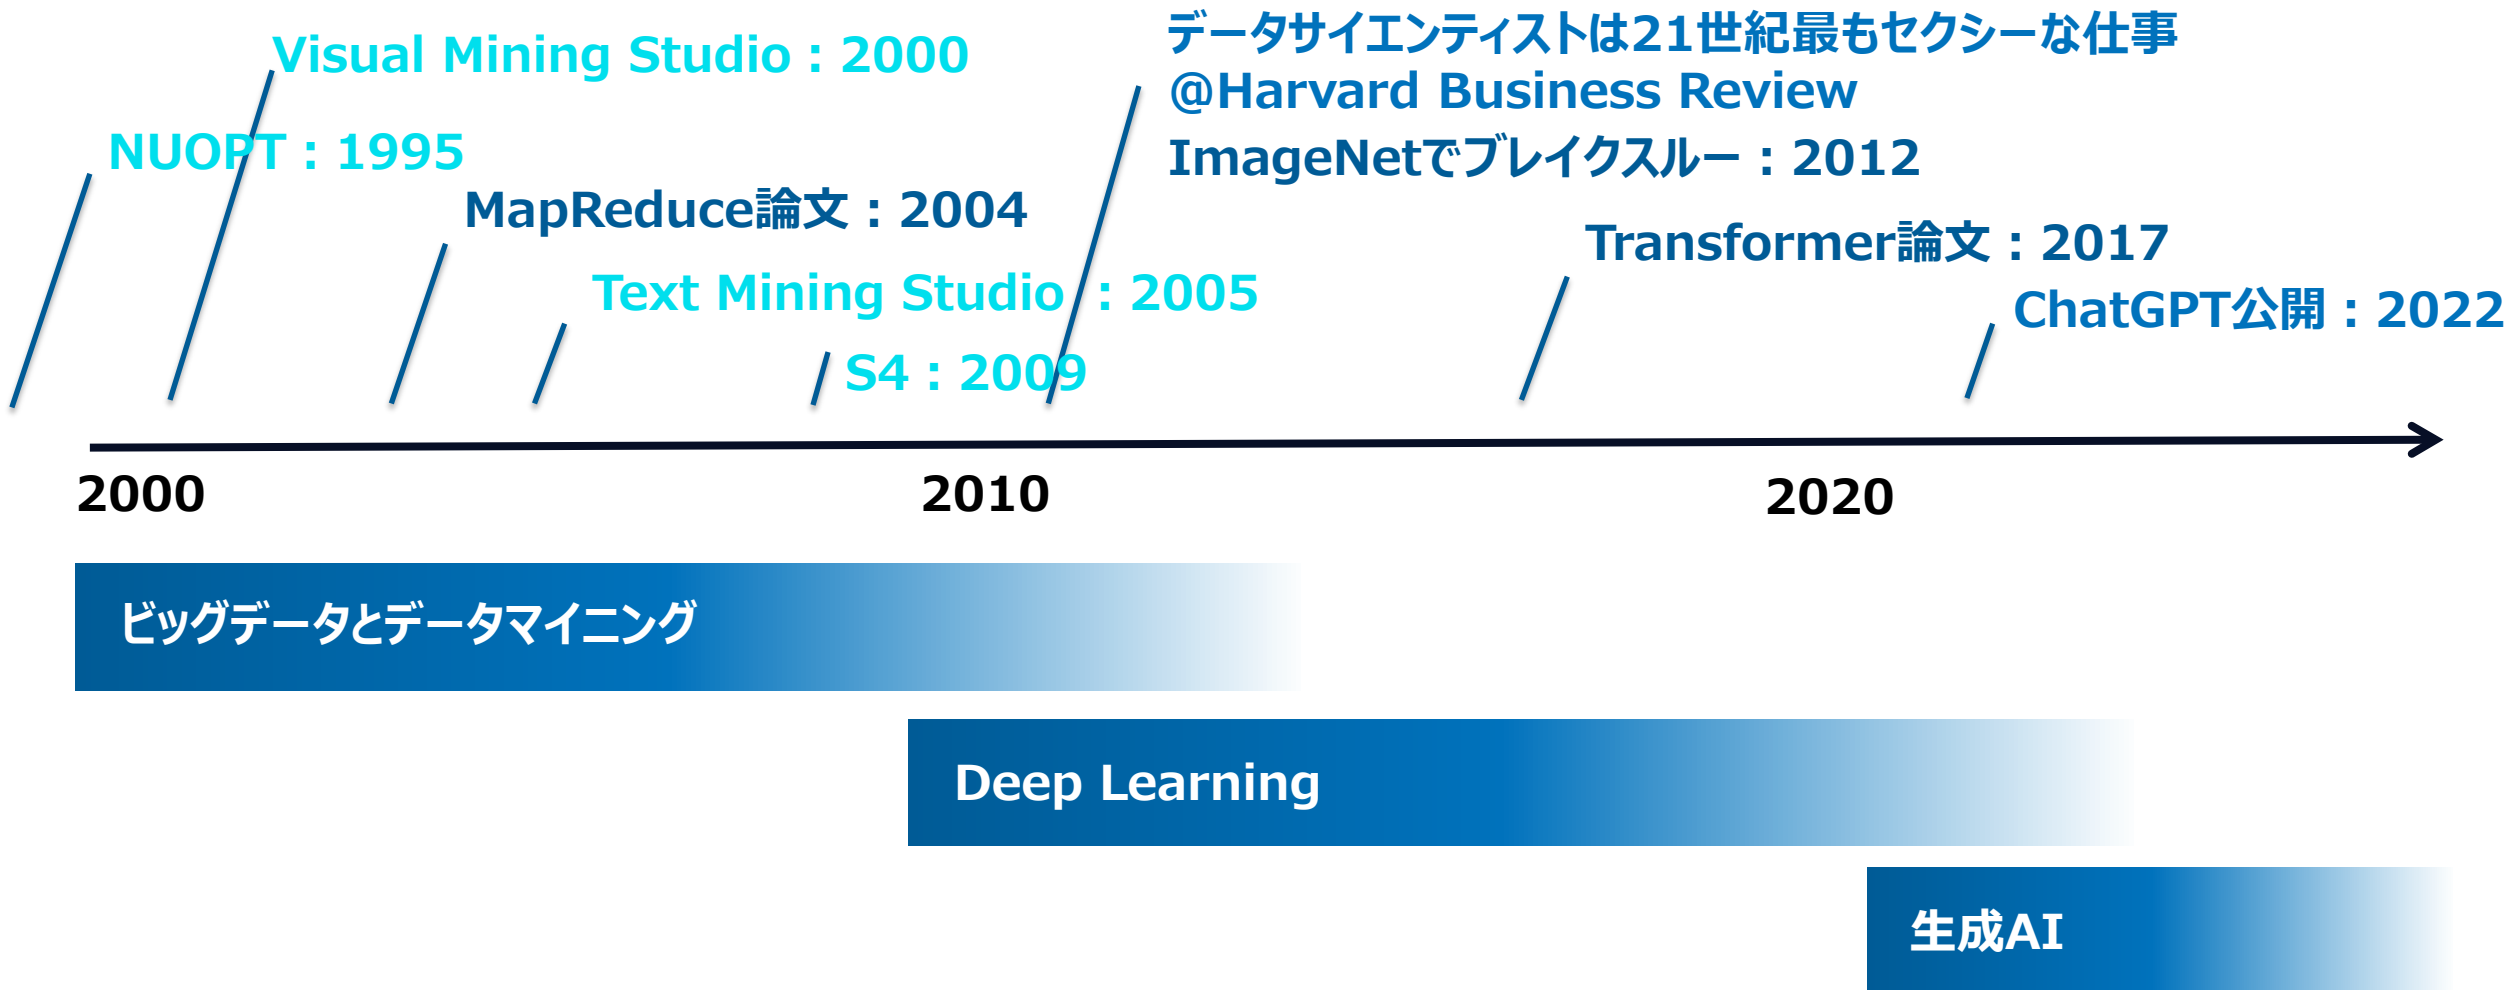 Visual Mining Studio：2000
NUOPT：1995
MapReduce論文：2004
Text Mining Studio ：2005
S4：2009
データサイエンティストは21世紀最もセクシーな仕事
@Harvard Business Review
ImageNetでブレイクスルー：2012
Transformer論文：2017
ChatGPT公開：2022
2000
2010
2020
ビッグデータとデータマイニング
Deep Learning
生成AI